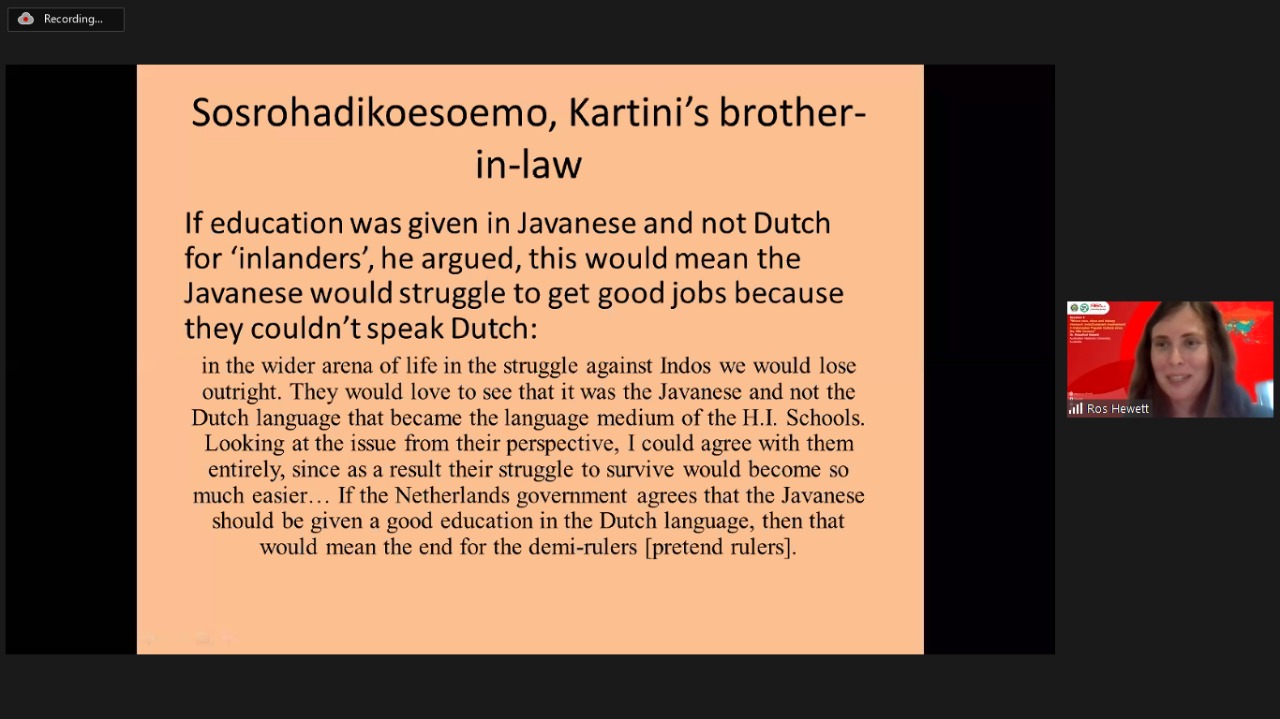 Recording...
Sosrohadikoesoemo, Kartini's brother-
in-law
If education was given in Javanese and not Dutch
for ‘inlanders’, he argued, this would mean the
Javanese would struggle to get good jobs because
they couldn’t speak Dutch:
in the wider arena of life in the struggle against Indos we would lose
outright. They would love to see that it was the Javanese and not the
Dutch language that became the language medium of the H.I. Schools.
Looking at the issue from their perspective, I could agree with them
entirely, since as a result their struggle to survive would become so
much easier… If the Netherlands government agrees that the Javanese
should be given a good education in the Dutch language, then that
would mean the end for the demi-rulers [pretend rulers].
Ros Hewett